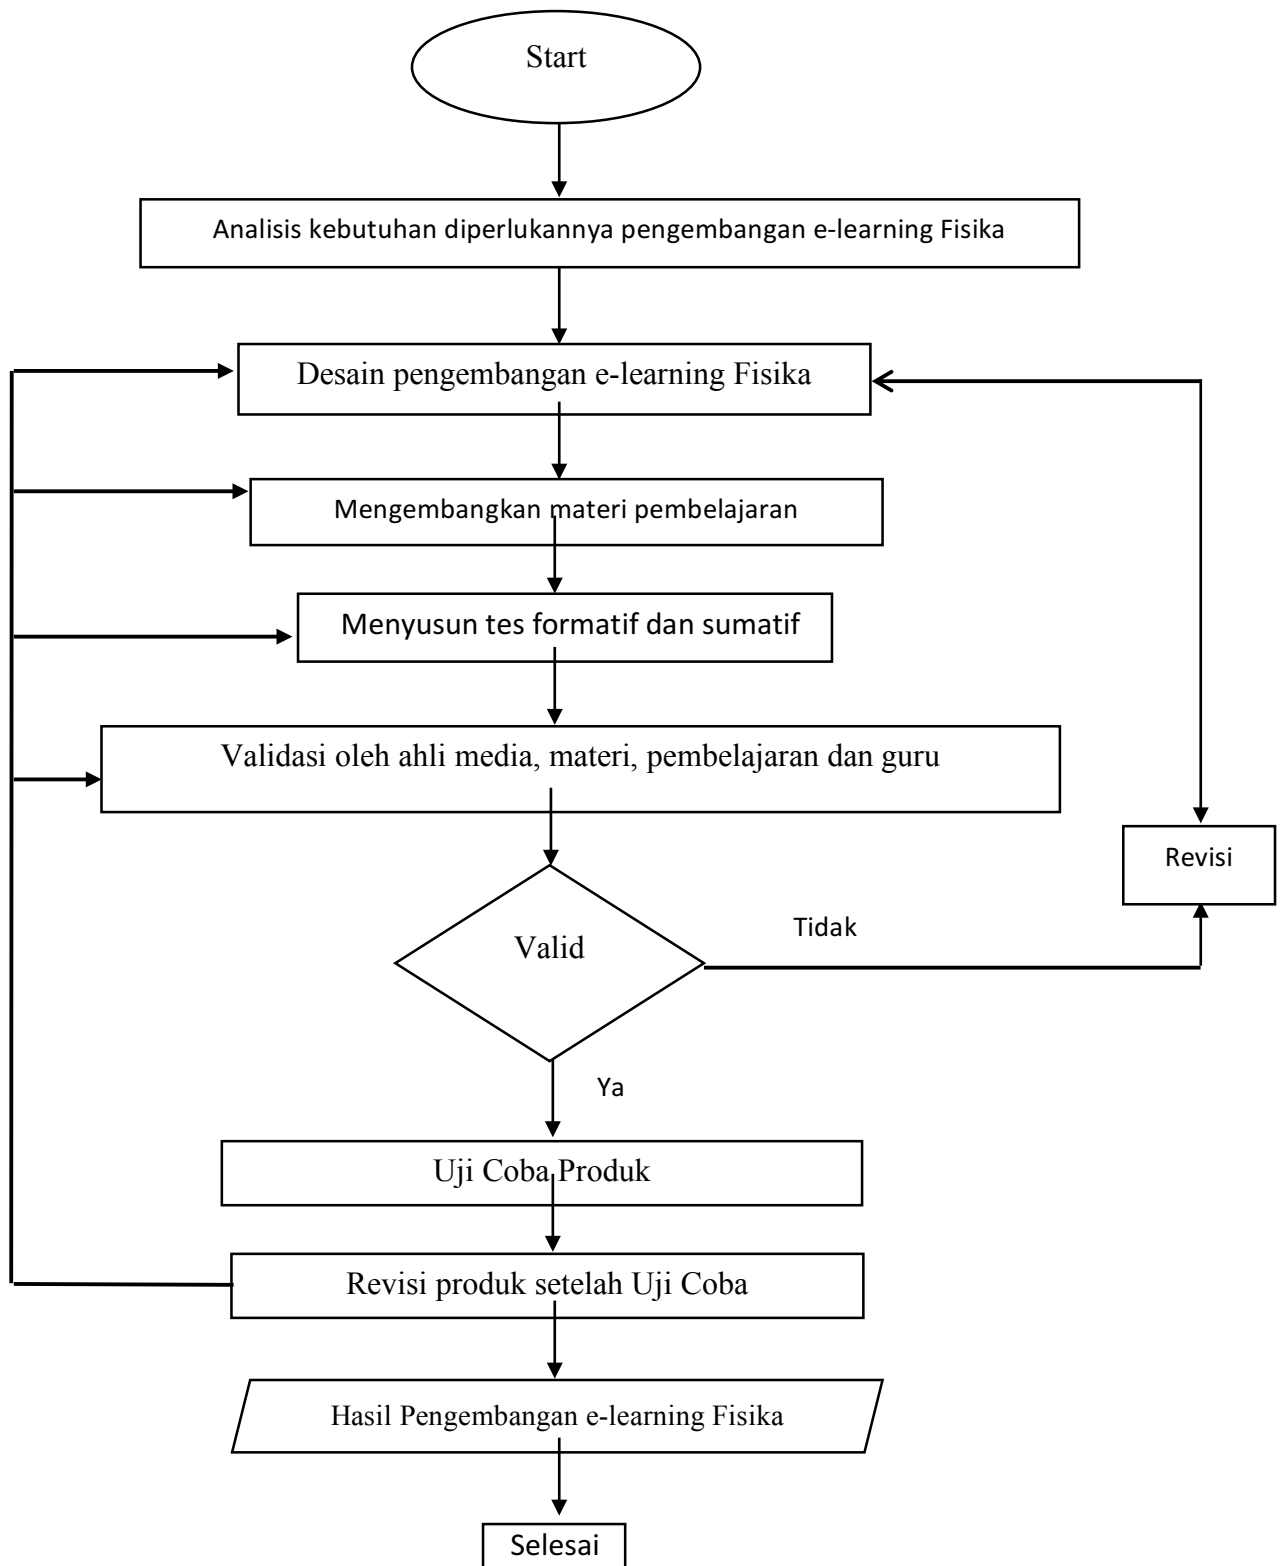 Start
Analisis kebutuhan diperlukannya pengembangan e-learning Fisika
Desain pengembangan e-learning Fisika
Mengembangkan materi pembelajaran
Menyusun tes formatif dan sumatif
Validasi oleh ahli media, materi, pembelajaran dan guru
Revisi
Tidak
Valid
Ya
Uji Coba Produk
Revisi produk setelah Uji Coba
Hasil Pengembangan e-learning Fisika
Selesai